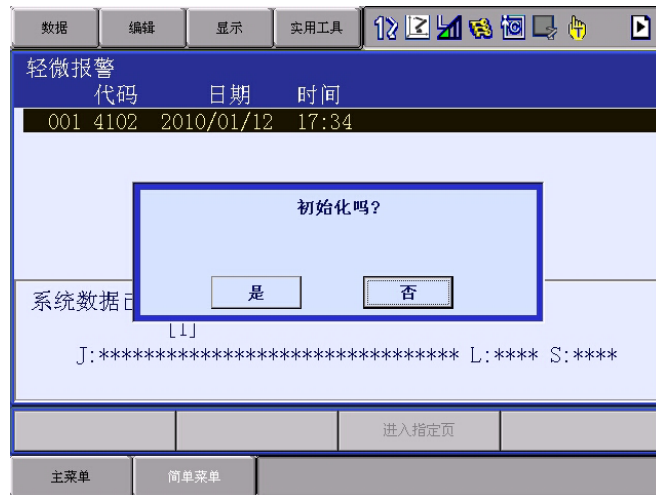 数据 编辑 显示 实用工具
轻微报警
代码 日期 时间
001 4102 2010/01/12 17:34
初始化吗?
是 否
系统数据已
[1]
J:******************************** L:**** S:****
进入指定页
主菜单 简单菜单